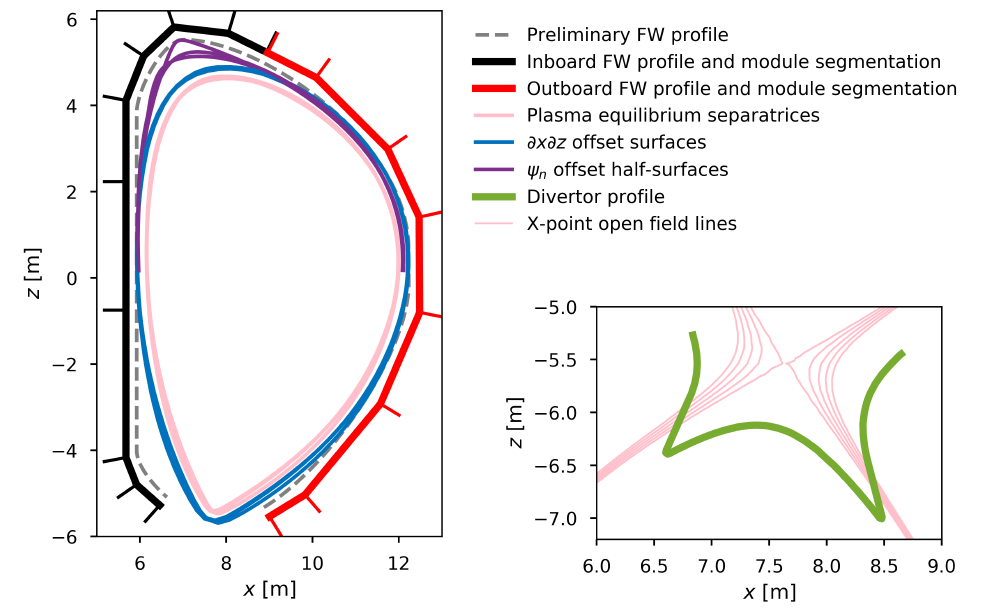 6
4
2
0
−2
−4
−6
z [m]
6
8
10
12
x [m]
Preliminary FW profile
Inboard FW profile and module segmentation
Outboard FW profile and module segmentation
Plasma equilibrium separatrices
∂x∂z offset surfaces
ψn offset half-surfaces
Divertor profile
X-point open field lines
−5.0
−5.5
−6.0
−6.5
−7.0
z [m]
6.0 6.5 7.0 7.5 8.0 8.5 9.0
x [m]